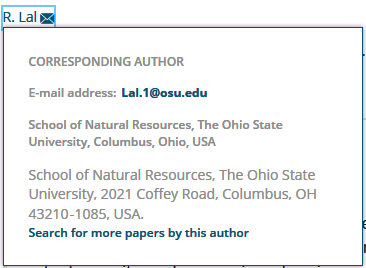 R. Lal
CORRESPONDING AUTHOR
E-mail address: Lal.1@osu.edu
School of Natural Resources, The Ohio State
University, Columbus, Ohio, USA
School of Natural Resources, The Ohio State
University, 2021 Coffey Road, Columbus, OH
43210-1085, USA.
Search for more papers by this author